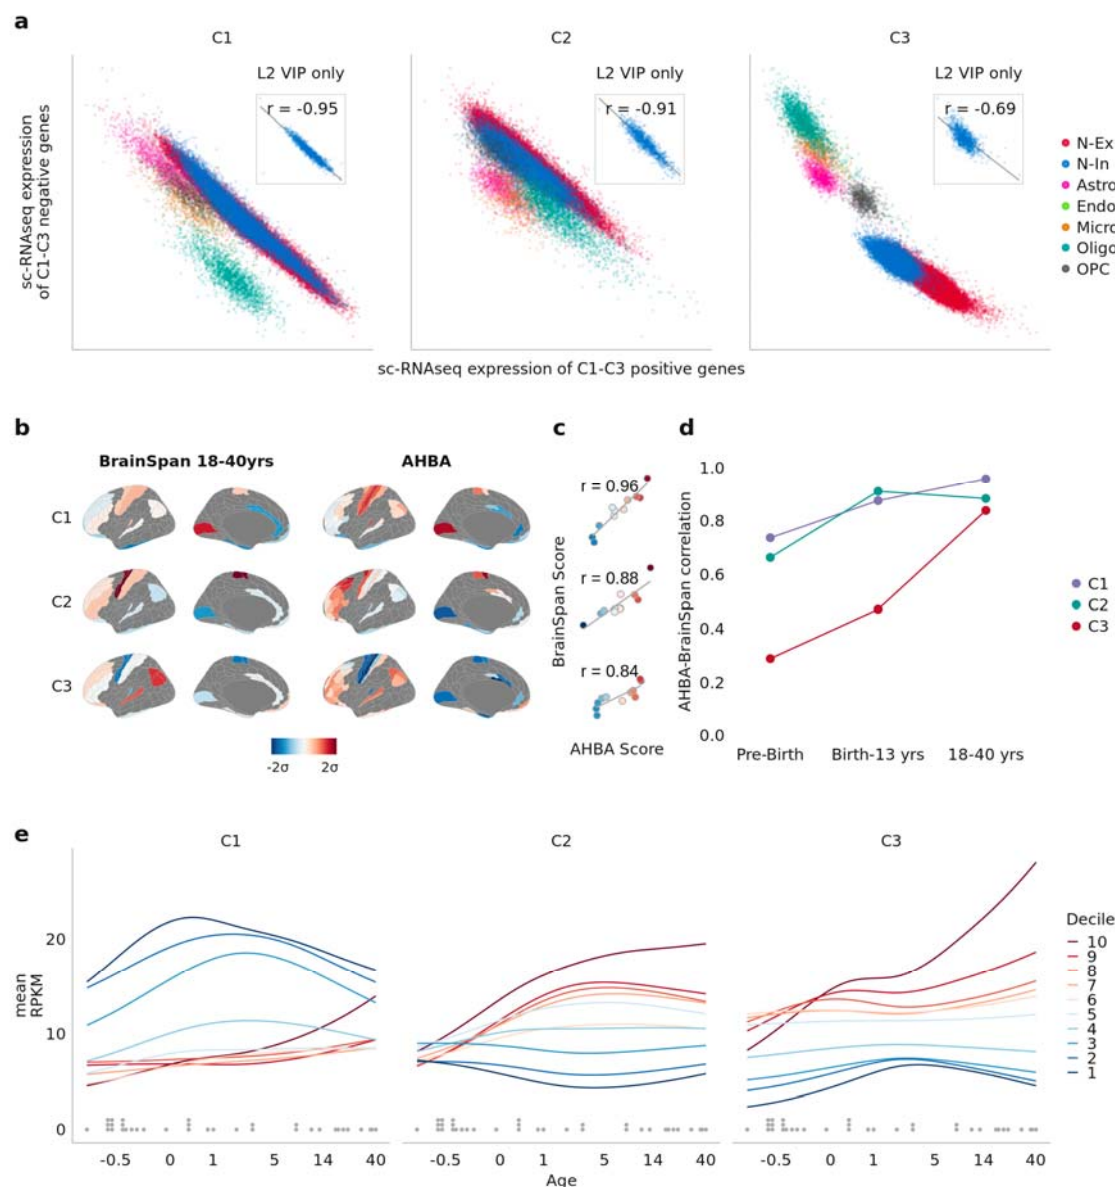 a
C1
C2
C3
sc-RNAseq expression
of C1-C3 negative genes
L2 VIP only
r = -0.95
L2 VIP only
r = -0.91
L2 VIP only
r = -0.69
N-Ex
N-In
Astro
Endo
Micro
Oligo
OPC
sc-RNAseq expression of C1-C3 positive genes
b
BrainSpan 18-40yrs
AHBA
C1
C2
C3
-2σ
2σ
c
r = 0.96
r = 0.88
r = 0.84
BrainSpan Score
AHBA Score
d
AHBA-BrainSpan correlation
1.0
0.8
0.6
0.4
0.2
0.0
Pre-Birth
Birth-13 yrs
18-40 yrs
C1
C2
C3
e
C1
C2
C3
mean
RPKM
20
10
0
-0.5
0
1
5
14
40
-0.5
0
1
5
14
40
-0.5
0
1
5
14
40
Age
Decile
10
9
8
7
6
5
4
3
2
1